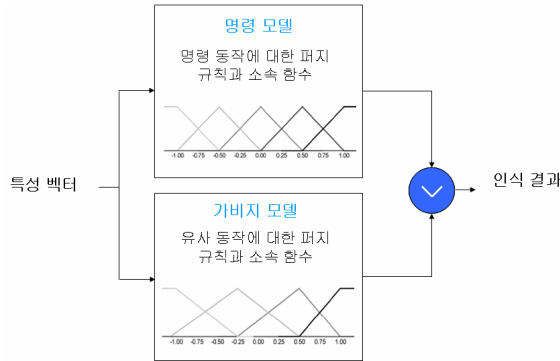 명령 모델
명령 동작에 대한 퍼지
규칙과 소속 함수
-1.00 -0.75 -0.50 -0.25 0.00 0.25 0.50 0.75 1.00
특성 벡터
인식 결과
가비지 모델
유사 동작에 대한 퍼지
규칙과 소속 함수
-1.00 -0.75 -0.50 -0.25 0.00 0.25 0.50 0.75 1.00